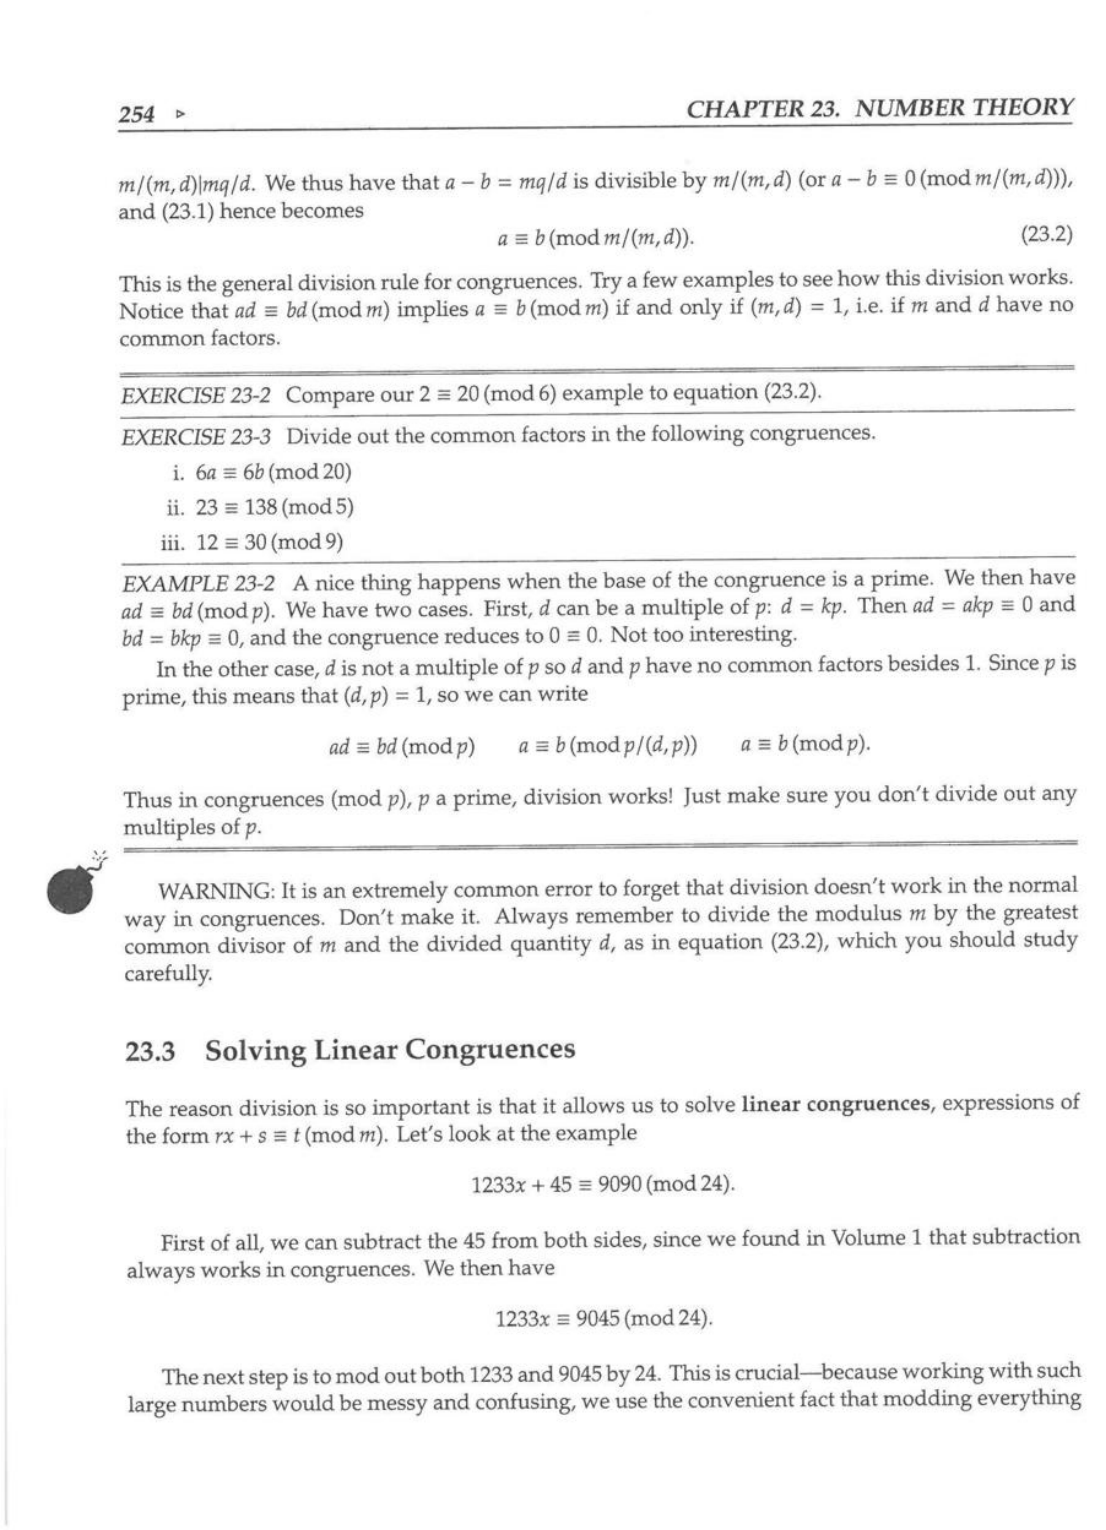 254 ▹ CHAPTER 23. NUMBER THEORY
m/(m, d)|mq/d. We thus have that a − b = mq/d is divisible by m/(m, d) (or a − b ≡ 0 (mod m/(m, d))),
and (23.1) hence becomes
a ≡ b (mod m/(m, d)). (23.2)
This is the general division rule for congruences. Try a few examples to see how this division works.
Notice that ad ≡ bd (mod m) implies a ≡ b (mod m) if and only if (m, d) = 1, i.e. if m and d have no
common factors.
EXERCISE 23-2 Compare our 2 ≡ 20 (mod 6) example to equation (23.2).
EXERCISE 23-3 Divide out the common factors in the following congruences.
i. 6a ≡ 6b (mod 20)
ii. 23 ≡ 138 (mod 5)
iii. 12 ≡ 30 (mod 9)
EXAMPLE 23-2 A nice thing happens when the base of the congruence is a prime. We then have
ad ≡ bd (mod p). We have two cases. First, d can be a multiple of p: d = kp. Then ad = akp ≡ 0 and
bd = bkp ≡ 0, and the congruence reduces to 0 ≡ 0. Not too interesting.
In the other case, d is not a multiple of p so d and p have no common factors besides 1. Since p is
prime, this means that (d, p) = 1, so we can write
ad ≡ bd (mod p) a ≡ b (mod p/(d, p)) a ≡ b (mod p).
Thus in congruences (mod p), p a prime, division works! Just make sure you don't divide out any
multiples of p.
WARNING: It is an extremely common error to forget that division doesn't work in the normal
way in congruences. Don't make it. Always remember to divide the modulus m by the greatest
common divisor of m and the divided quantity d, as in equation (23.2), which you should study
carefully.
23.3 Solving Linear Congruences
The reason division is so important is that it allows us to solve linear congruences, expressions of
the form rx + s ≡ t (mod m). Let's look at the example
1233x + 45 ≡ 9090 (mod 24).
First of all, we can subtract the 45 from both sides, since we found in Volume 1 that subtraction
always works in congruences. We then have
1233x ≡ 9045 (mod 24).
The next step is to mod out both 1233 and 9045 by 24. This is crucial—because working with such
large numbers would be messy and confusing, we use the convenient fact that modding everything